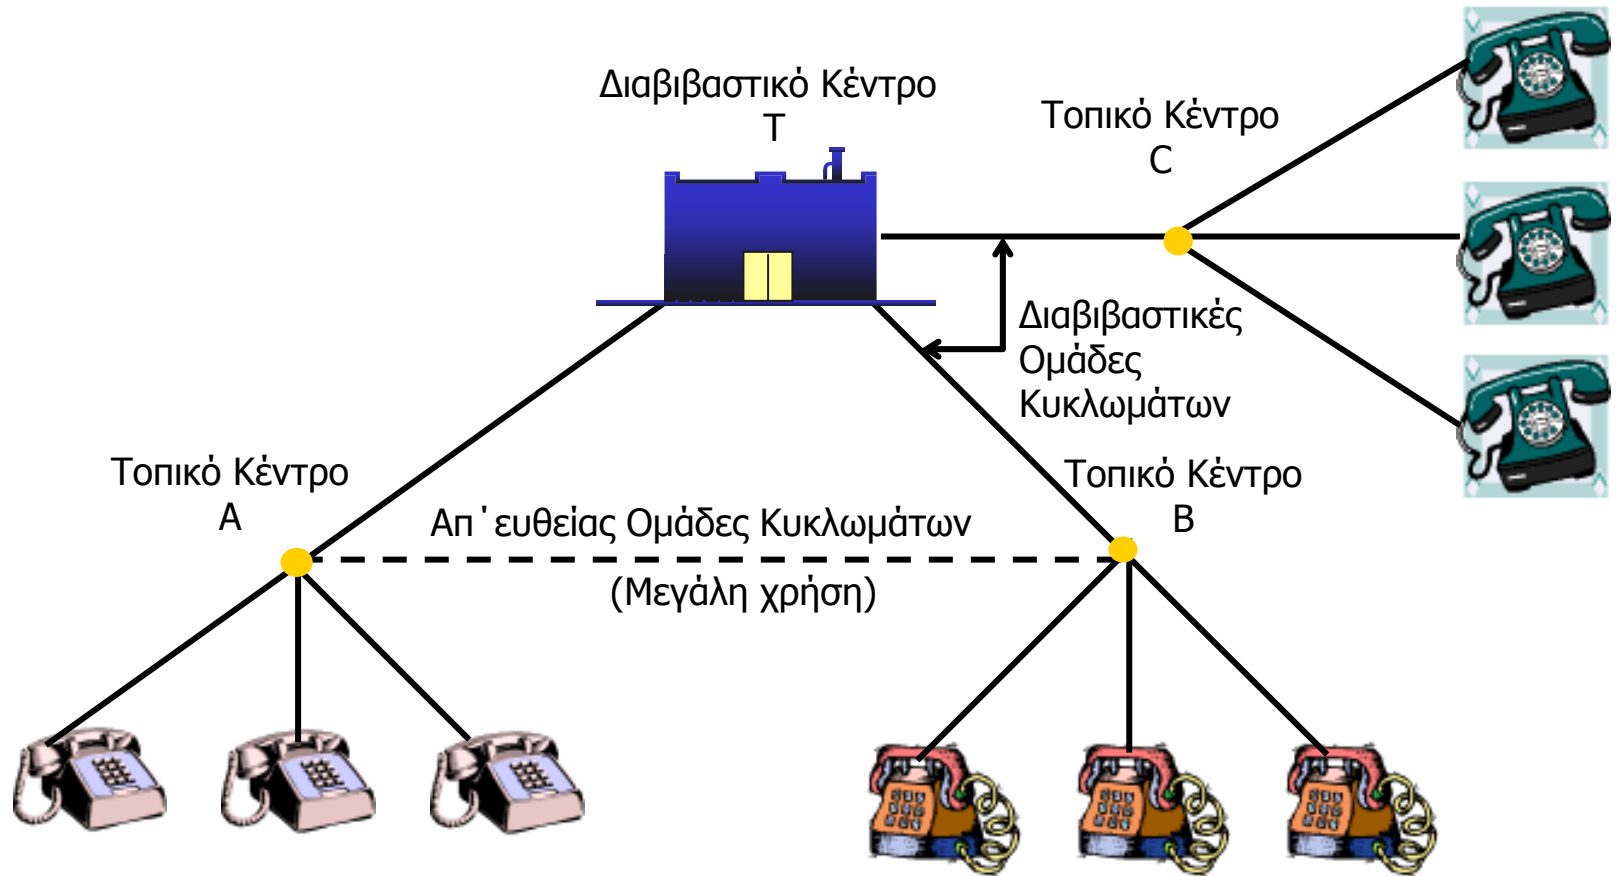 Διαβιβαστικό Κέντρο
Τ
Τοπικό Κέντρο
C
Διαβιβαστικές
Ομάδες
Κυκλωμάτων
Τοπικό Κέντρο
Α
Τοπικό Κέντρο
Β
Απ΄ευθείας Ομάδες Κυκλωμάτων
(Μεγάλη χρήση)